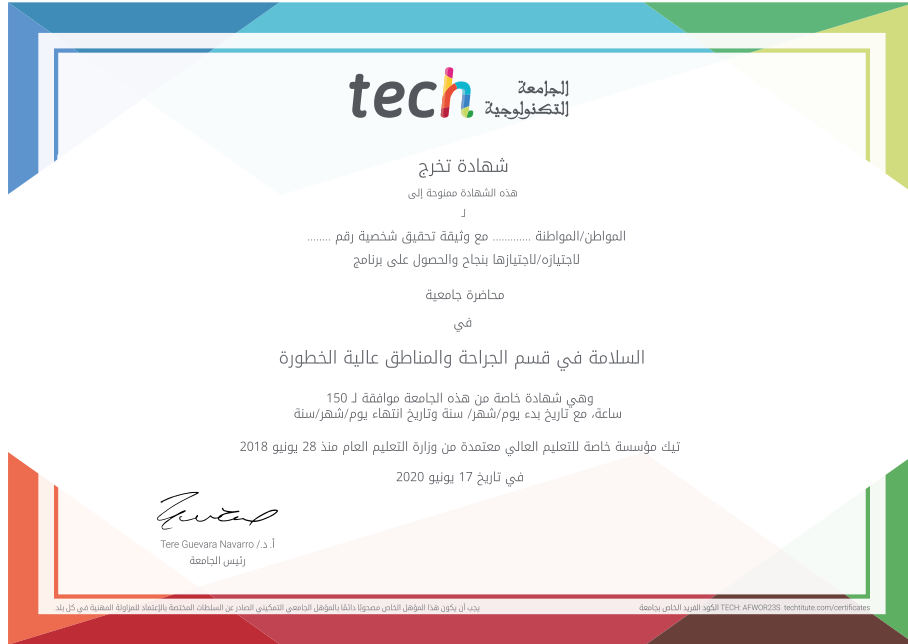 tech الجامعة
التكنولوجية
شهادة تخرج
هذه الشهادة ممنوحة إلى
لـ
المواطن/المواطنة ............. مع وثيقة تحقيق شخصية رقم ........
لاجتيازه/لاجتيازها بنجاح والحصول على برنامج
محاضرة جامعية
في
السلامة في قسم الجراحة والمناطق عالية الخطورة
وهي شهادة خاصة من هذه الجامعة موافقة لـ 150
ساعة، مع تاريخ بدء يوم/شهر/ سنة وتاريخ انتهاء يوم/شهر/سنة
تيك مؤسسة خاصة للتعليم العالي معتمدة من وزارة التعليم العام منذ 28 يونيو 2018
في تاريخ 17 يونيو 2020
أ. د./ Tere Guevara Navarro
رئيس الجامعة
يجب أن يكون هذا المؤهل الخاص مصحوبًا دائمًا بالمؤهل الجامعي التمكيني الصادر عن السلطات المختصة بالإعتماد للمزاولة المهنية في كل بلد
الكود الفريد الخاص بجامعة TECH: AFWOR23S techtitute.com/certificates